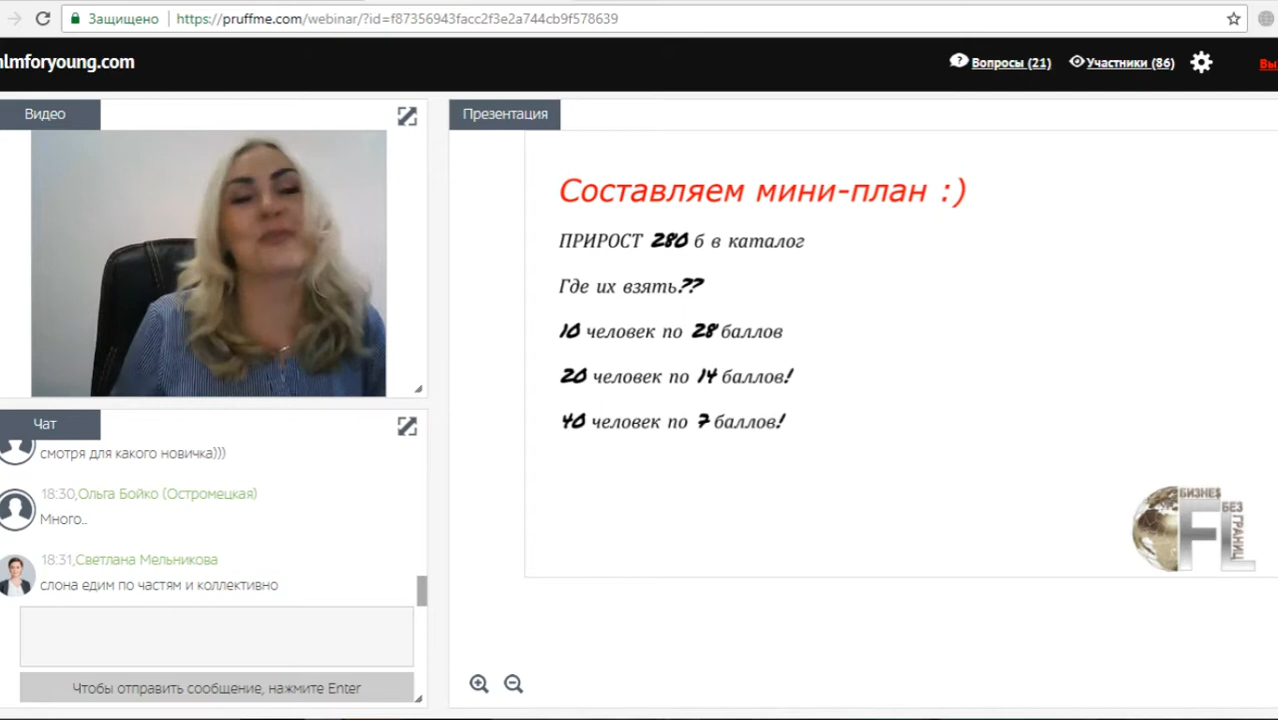 Защищено
https://pruffme.com/webinar/?id=f87356943facc2f3e2a744cb9f578639
mlmforyoung.com
Вопросы (21)
Участники (86)
Вы
Видео
Презентация
Составляем мини-план :)
ПРИРОСТ 280 б в каталог
Где их взять??
10 человек по 28 баллов
20 человек по 14 баллов!
40 человек по 7 баллов!
БИЗНЕS
БЕЗ
ГРАНИЦ
FL
Чат
смотря для какого новичка)))
18:30,Ольга Бойко (Остромецкая)
Много..
18:31,Светлана Мельникова
слона едим по частям и коллективно
Чтобы отправить сообщение, нажмите Enter